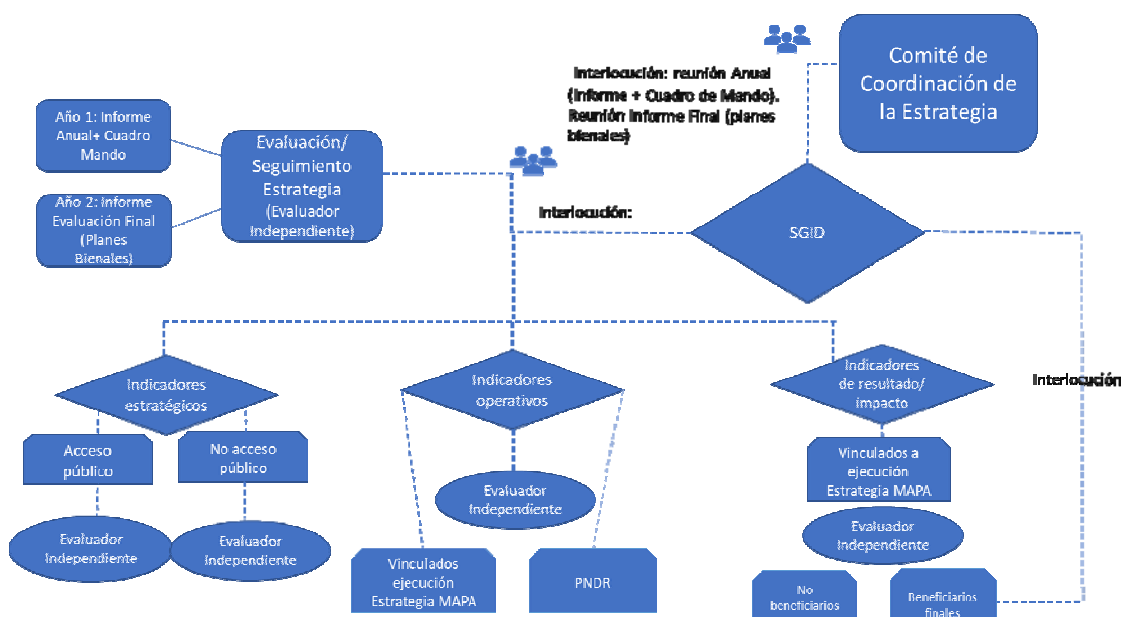 Interlocución: reunión Anual
(Informe + Cuadro de Mando).
Reunión Informe Final (planes
bienales)
Comité de
Coordinación de
la Estrategia
Año 1: Informe
Anual+ Cuadro
Mando
Año 2: Informe
Evaluación Final
(Planes
Bienales)
Evaluación/
Seguimiento
Estrategia
(Evaluador
Independiente)
Interlocución:
SGID
Interlocución
Indicadores
estratégicos
Acceso
público
No acceso
público
Evaluador
Independiente
Evaluador
Independiente
Indicadores
operativos
Evaluador
Independiente
Vinculados
ejecución
Estrategia MAPA
PNDR
Indicadores
de resultado/
impacto
Vinculados a
ejecución
Estrategia MAPA
Evaluador
Independiente
No
beneficiarios
Beneficiarios
finales